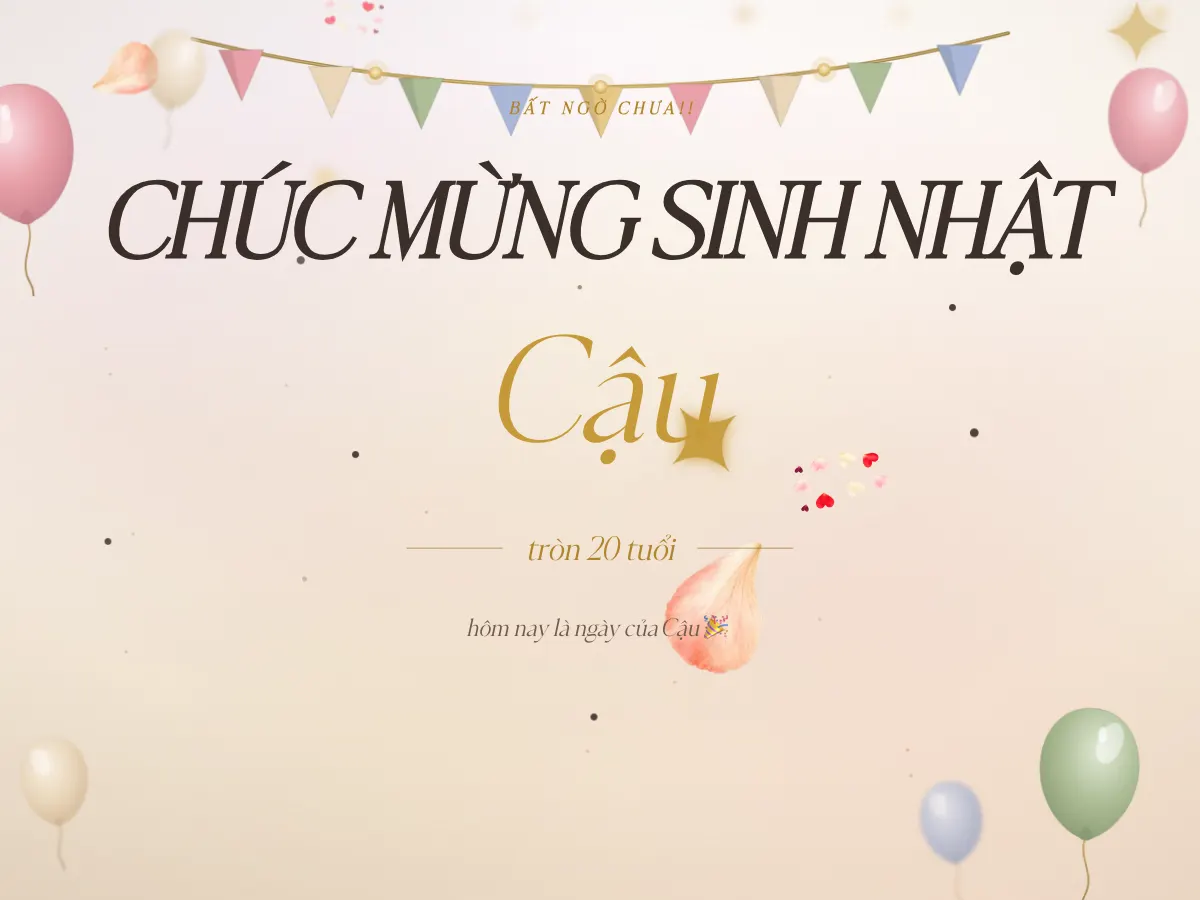 BẤT NGỜ CHƯA!!
CHÚC MỪNG SINH NHẬT
Cậu
tròn 20 tuổi
hôm nay là ngày của Cậu 🎉